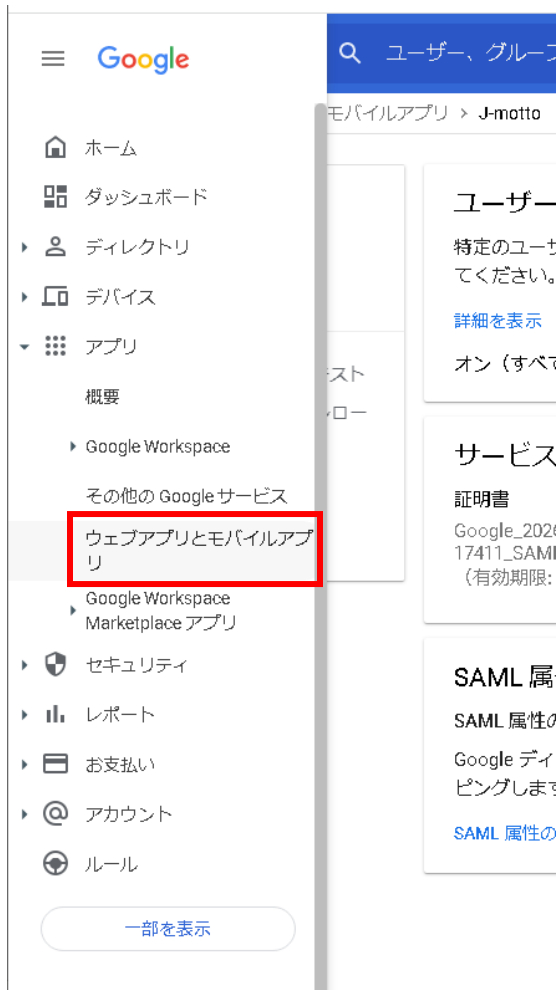 Google
ユーザー、グループ
モバイルアプリ > J-motto
ホーム
ダッシュボード
ディレクトリ
デバイス
アプリ
概要
Google Workspace
その他の Google サービス
ウェブアプリとモバイルアプ
リ
Google Workspace
Marketplace アプリ
セキュリティ
レポート
お支払い
アカウント
ルール
一部を表示
スト
ロー
ユーザー
特定のユーザ
てください。
詳細を表示
オン（すべて
サービス
証明書
Google_2026
17411_SAML
（有効期限:
SAML 属
SAML 属性の
Google ディ
ピングします
SAML 属性の